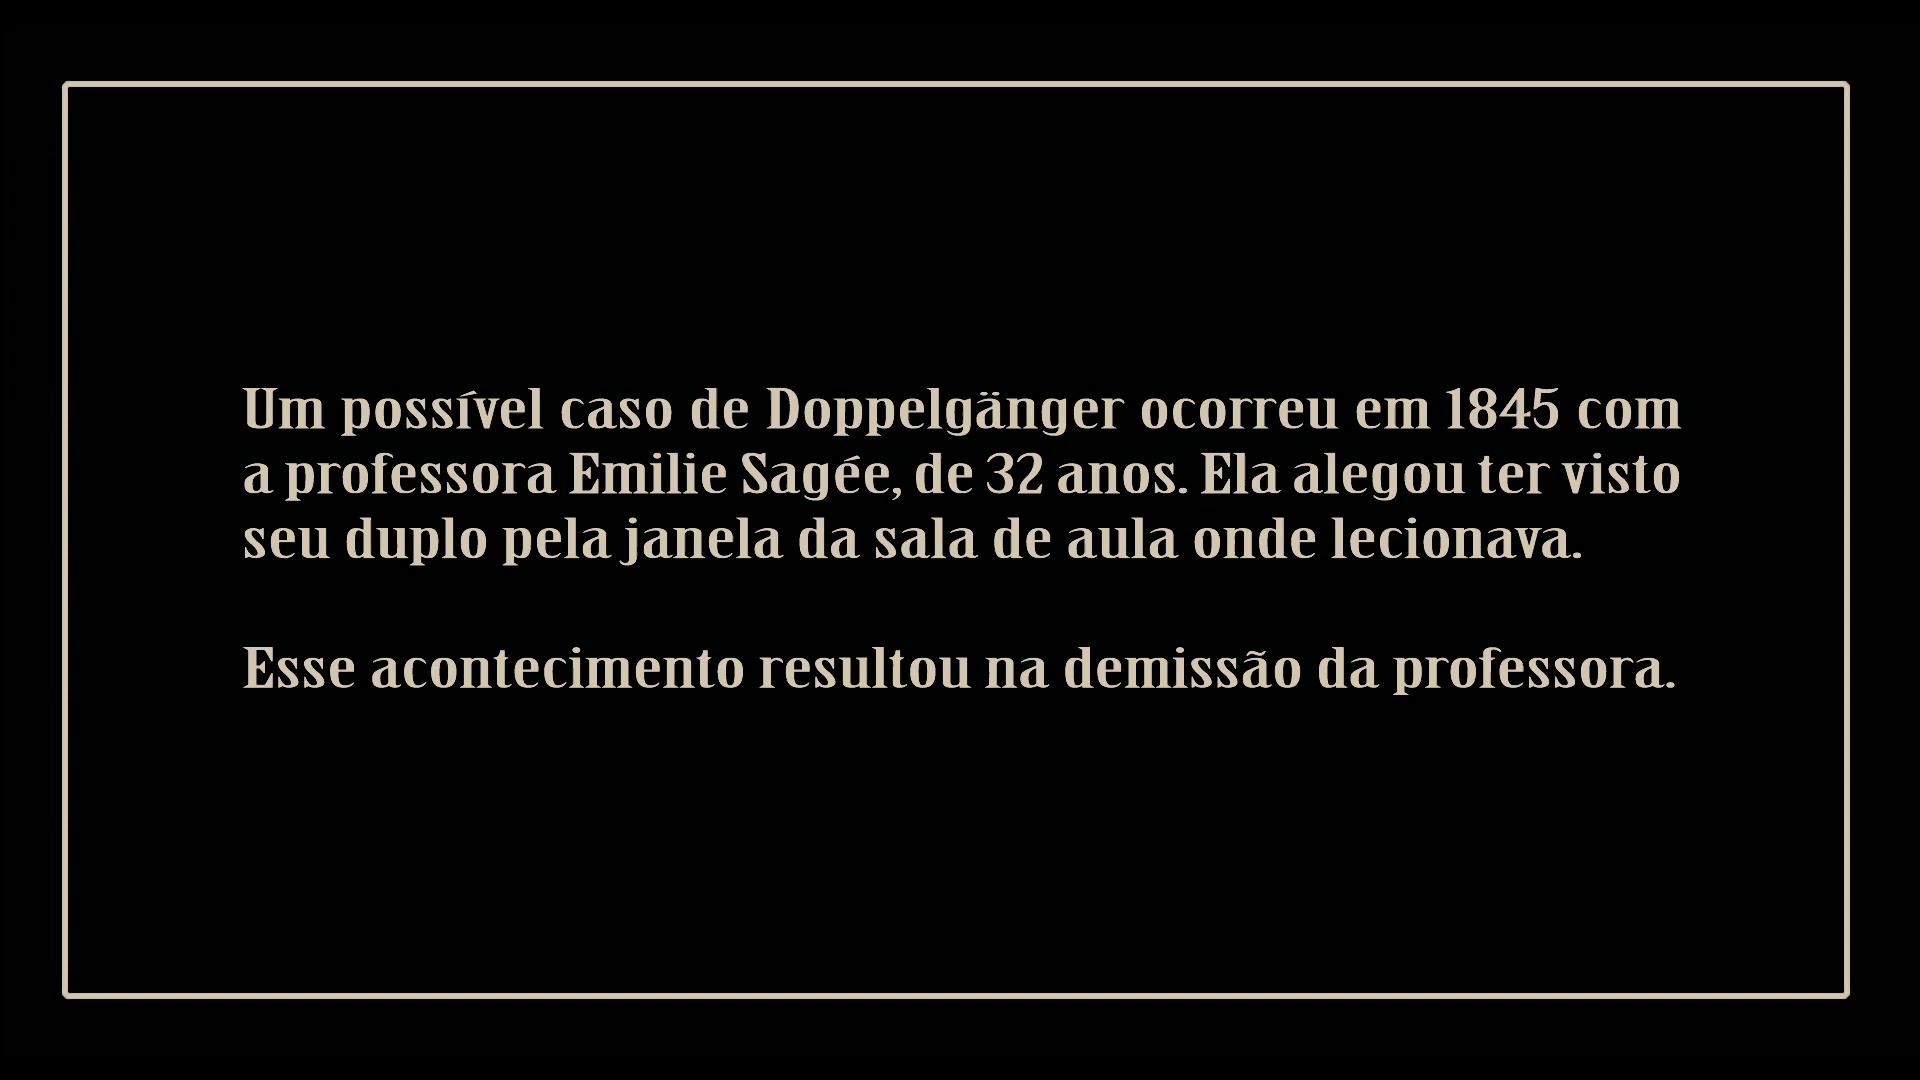 Um possível caso de Doppelgänger ocorreu em 1845 com
a professora Emilie Sagée, de 32 anos. Ela alegou ter visto
seu duplo pela janela da sala de aula onde lecionava.
Esse acontecimento resultou na demissão da professora.